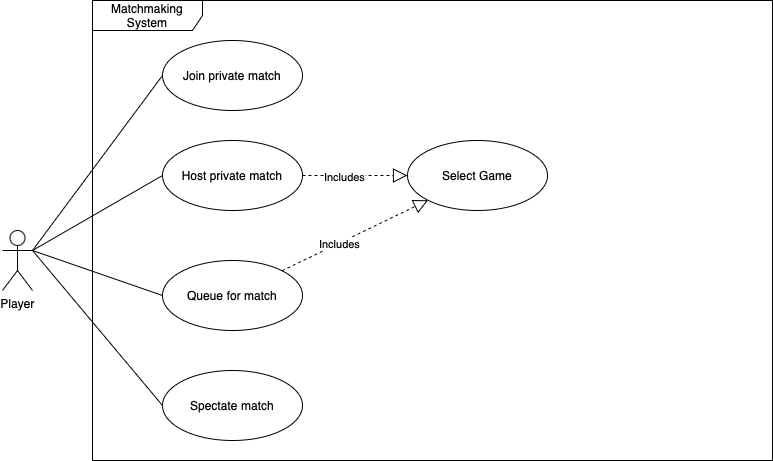 Matchmaking
System
Join private match
Host private match
Includes
Select Game
Includes
Player
Queue for match
Spectate match